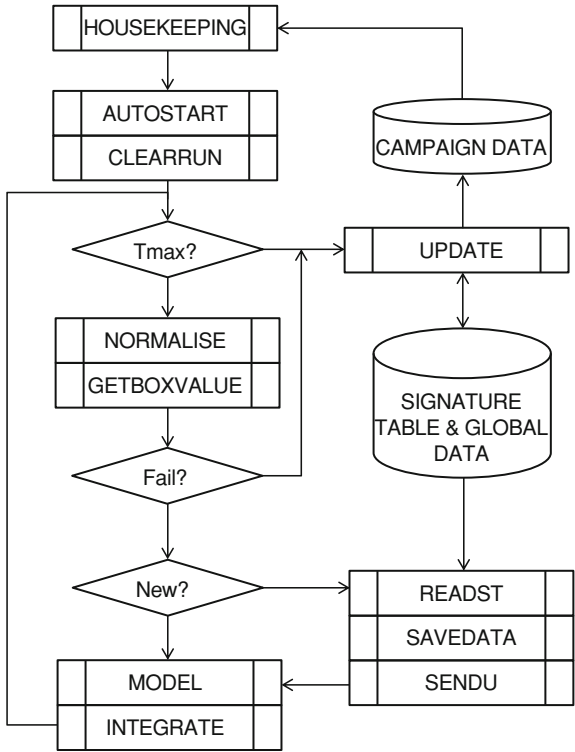 HOUSEKEEPING
AUTOSTART
CLEARRUN
CAMPAIGN DATA
Tmax?
UPDATE
NORMALISE
GETBOXVALUE
SIGNATURE
TABLE & GLOBAL
DATA
Fail?
New?
READST
SAVEDATA
SENDU
MODEL
INTEGRATE